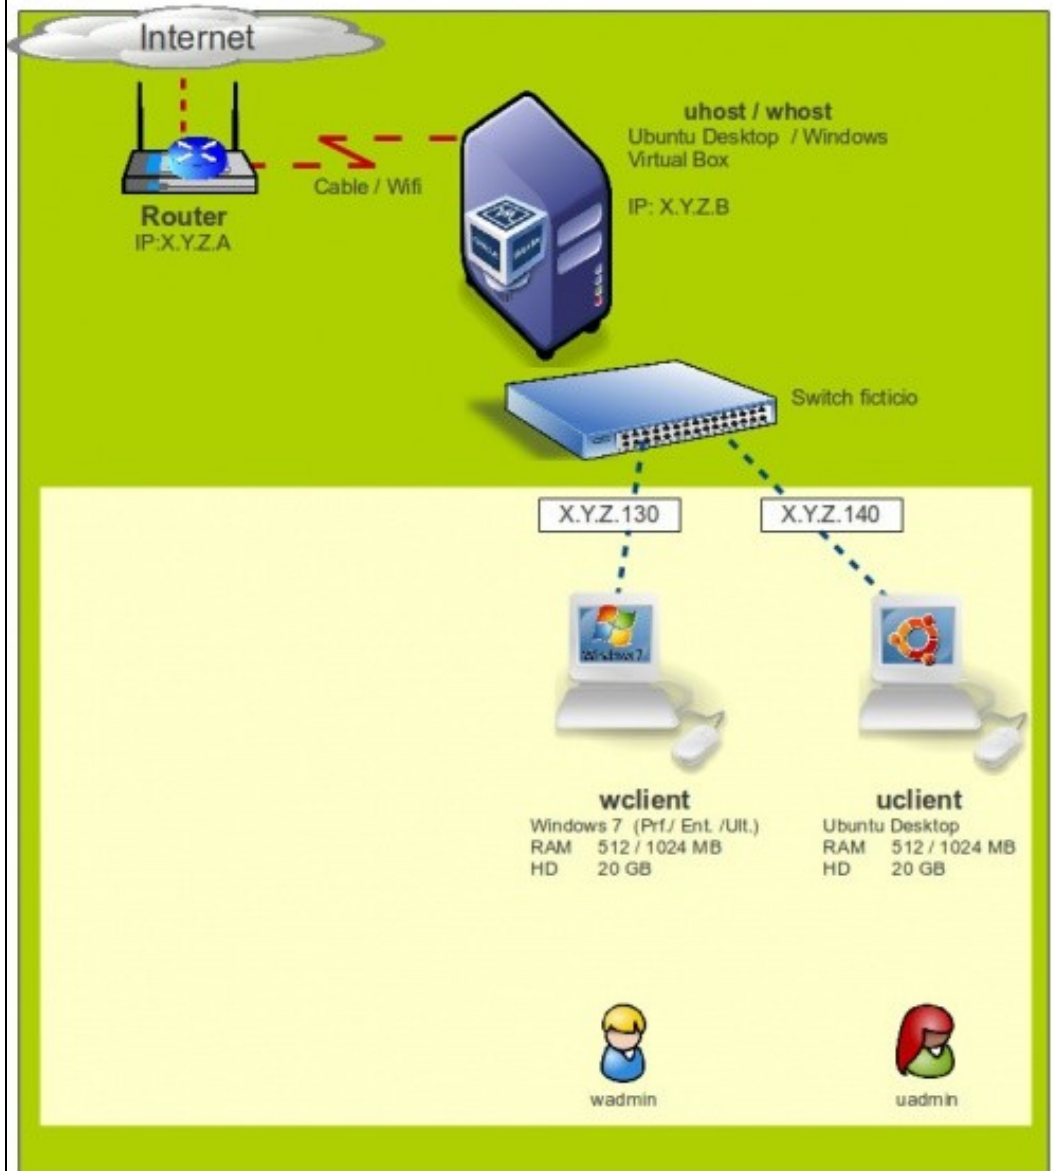 Internet
uhost / whost
Ubuntu Desktop / Windows
Virtual Box
IP: X.Y.Z.B
Cable / Wifi
Router
IP:X.Y.Z.A
Switch ficticio
X.Y.Z.130
X.Y.Z.140
Windows 7
wclient
Windows 7 (Prf./ Ent. /Ult.)
RAM 512 / 1024 MB
HD 20 GB
uclient
Ubuntu Desktop
RAM 512 / 1024 MB
HD 20 GB
wadmin
uadmin